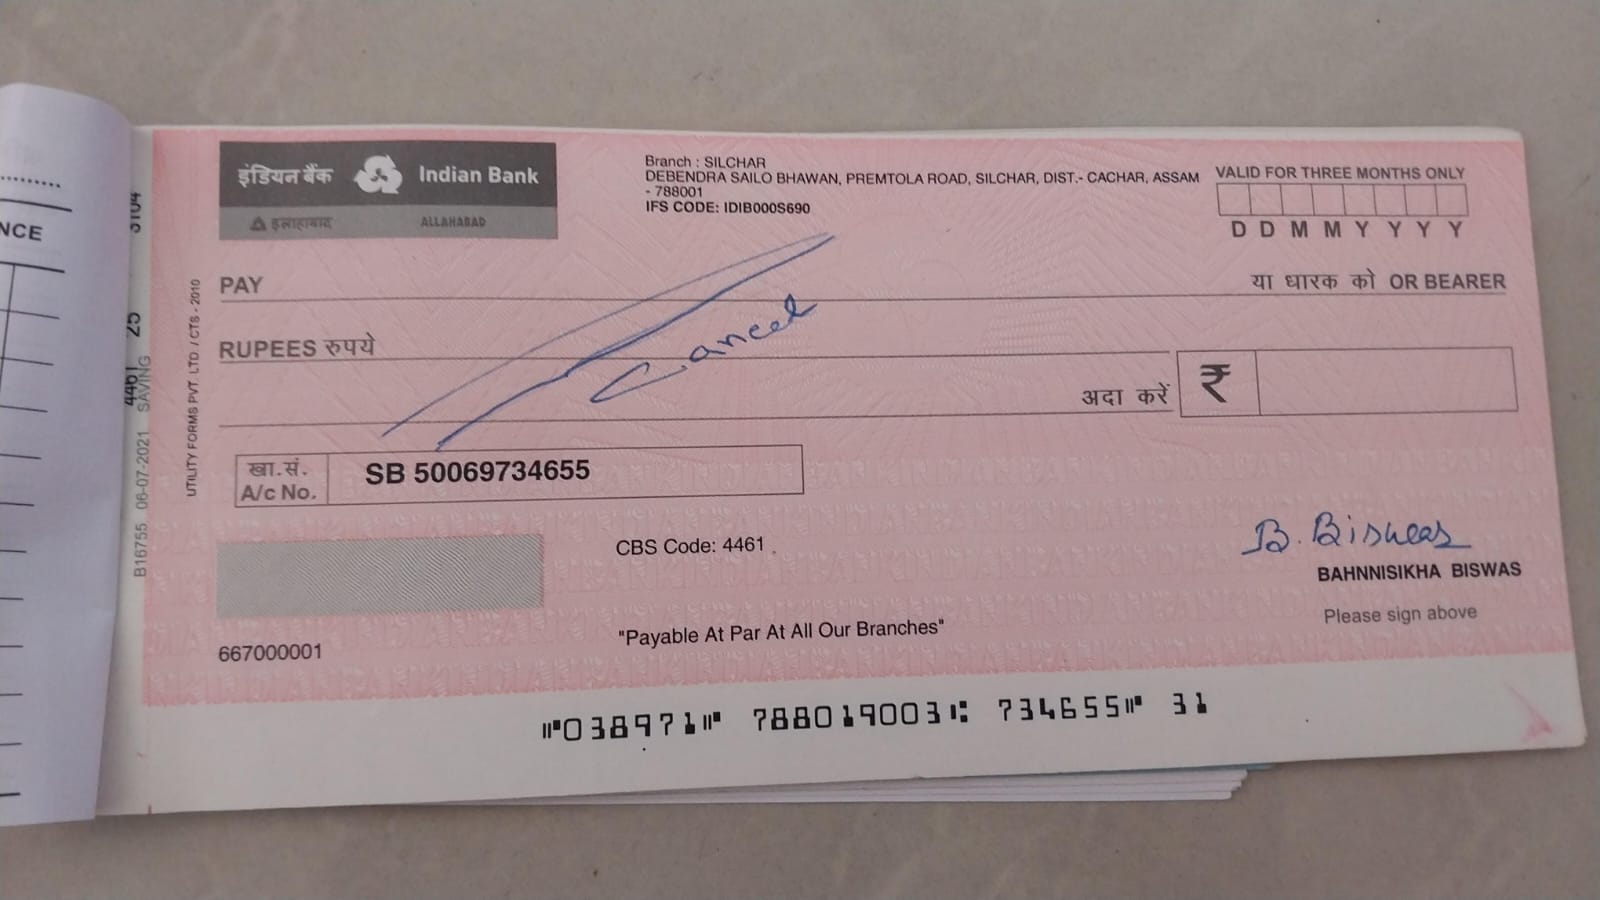 NCE
3104
25
4461
B16755 06-07-2021 SAVING
UTILITY FORMS PVT. LTD. / CTS - 2010
इंडियन बैंक Indian Bank
इलाहाबाद ALLAHABAD
Branch : SILCHAR
DEBENDRA SAILO BHAWAN, PREMTOLA ROAD, SILCHAR, DIST.- CACHAR, ASSAM
- 788001
IFS CODE: IDIB000S690
VALID FOR THREE MONTHS ONLY
D D M M Y Y Y Y
PAY
या धारक को OR BEARER
RUPEES रुपये
Cancel
अदा करें ₹
खा.सं.
A/c No.
SB 50069734655
CBS Code: 4461
B. Biswas
BAHNNISIKHA BISWAS
Please sign above
"Payable At Par At All Our Branches"
667000001
⑈038971⑈ 788019003⑆ 734655⑈ 31